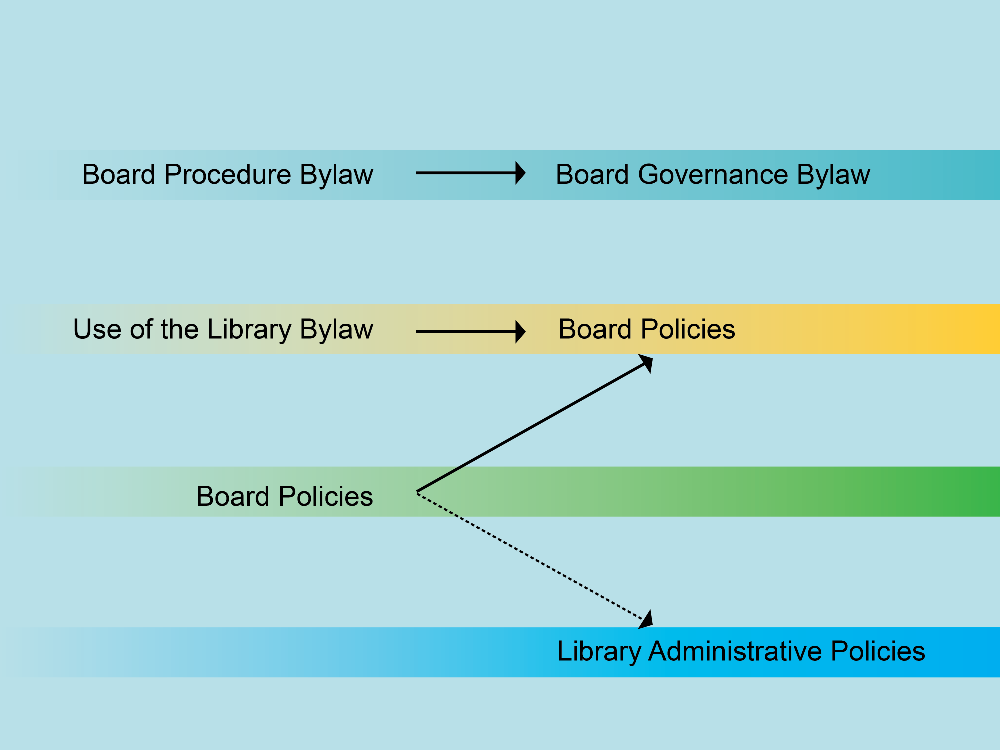 Board Procedure Bylaw
Board Governance Bylaw
Use of the Library Bylaw
Board Policies
Board Policies
Library Administrative Policies